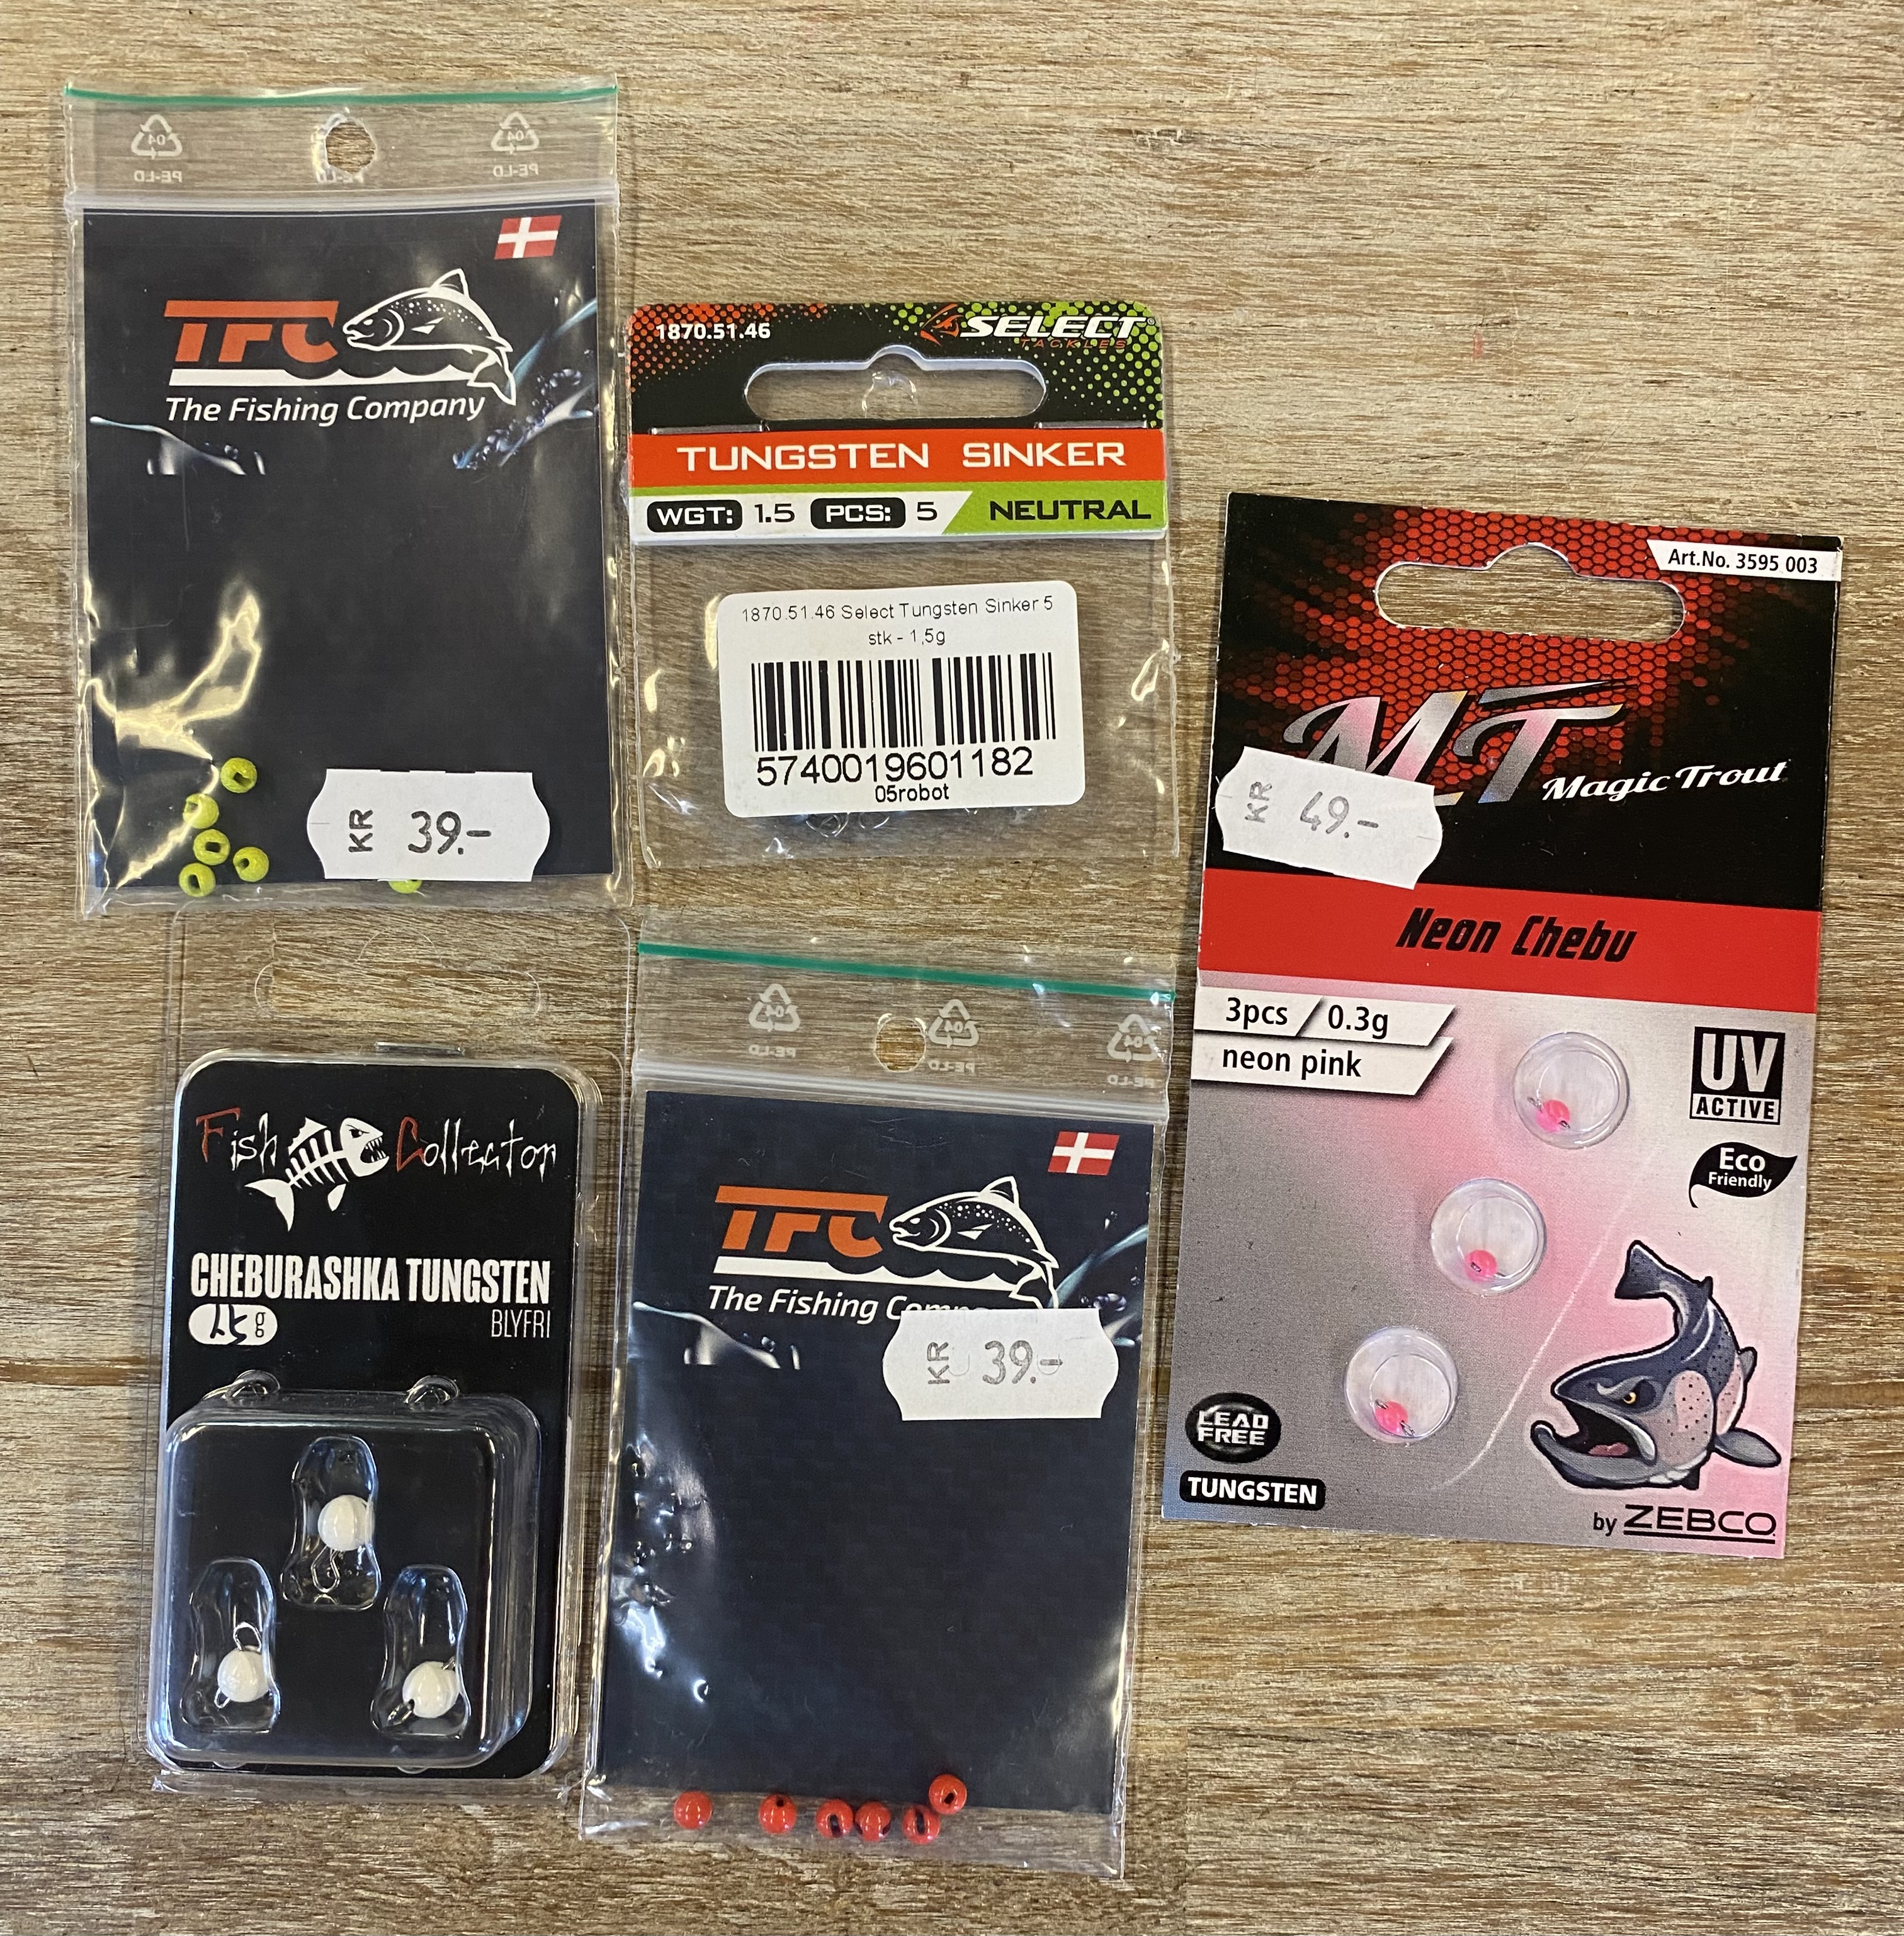 TFC
The Fishing Company
KR 39.-
1870.51.46
SELECT
TACKLES
TUNGSTEN SINKER
WGT: 1.5 PCS: 5 NEUTRAL
1870.51.46 Select Tungsten Sinker 5
stk - 1,5g
5740019601182
05robot
Art.No. 3595 003
MT Magic Trout
KR 49.-
Neon Chebu
3pcs / 0.3g
neon pink
UV
ACTIVE
Eco
Friendly
LEAD
FREE
TUNGSTEN
by ZEBCO
Fish Collector
CHEBURASHKA TUNGSTEN
g
BLYFRI
04 04
PE-LD PE-LD PE-LD
04 04 04
PE-LD PE-LD PE-LD
TFC
The Fishing
KR 39.-